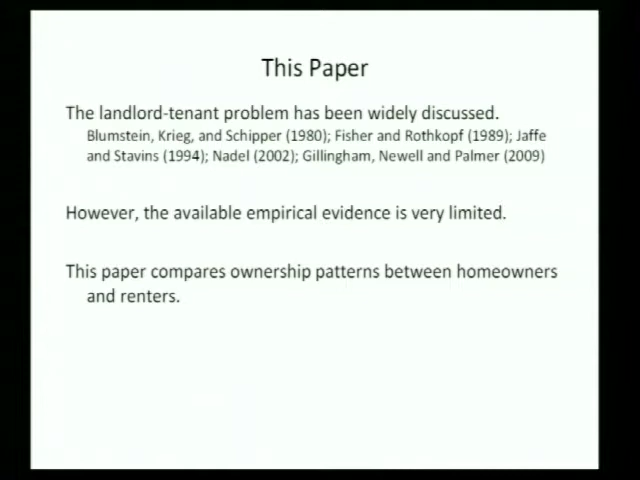 This Paper
The landlord-tenant problem has been widely discussed.
Blumstein, Krieg, and Schipper (1980); Fisher and Rothkopf (1989); Jaffe
and Stavins (1994); Nadel (2002); Gillingham, Newell and Palmer (2009)
However, the available empirical evidence is very limited.
This paper compares ownership patterns between homeowners
and renters.